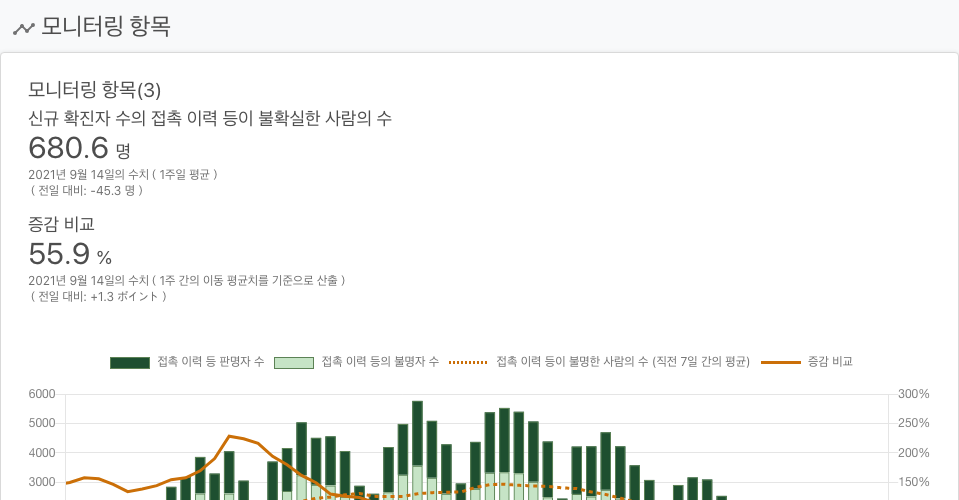 모니터링 항목
모니터링 항목(3)
신규 확진자 수의 접촉 이력 등이 불확실한 사람의 수
680.6 명
2021년 9월 14일의 수치 ( 1주일 평균 )
( 전일 대비: -45.3 명 )
증감 비교
55.9 %
2021년 9월 14일의 수치 ( 1주 간의 이동 평균치를 기준으로 산출 )
( 전일 대비: +1.3 ポイント )
접촉 이력 등 판명자 수 접촉 이력 등의 불명자 수 접촉 이력 등이 불명한 사람의 수 (직전 7일 간의 평균) 증감 비교
6000 300%
5000 250%
4000 200%
3000 150%